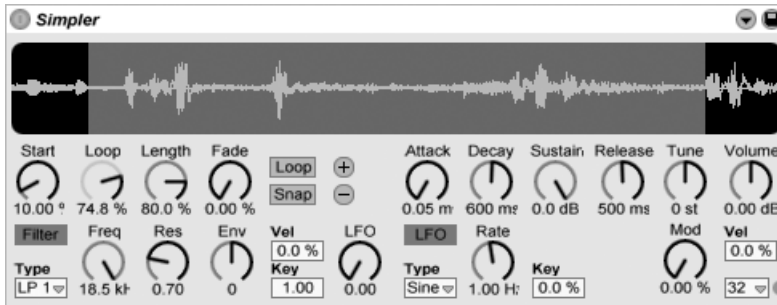 Simpler
Start Loop Length Fade Attack Decay Sustain Release Tune Volume
Loop
Snap
10.00 % 74.8 % 80.0 % 0.00 % 0.05 m 600 ms 0.0 dB 500 ms 0 st 0.00 dB
Filter Freq Res Env Vel LFO LFO Rate Mod Vel
0.0 % 0.0 %
Type Key Type Key
LP 1 18.5 kH 0.70 0 1.00 0.00 Sine 1.00 Hz 0.0 % 0.00 % 32